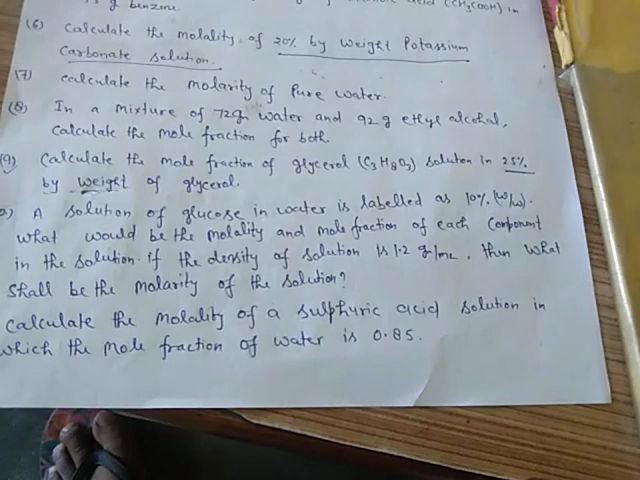 g benzene. acid (CH3COOH) in
(6) Calculate the molality of 20% by weight Potassium
Carbonate solution.
(7) calculate the molarity of Pure water.
(8) In a mixture of 72gm water and 92 g ethyl alcohol,
Calculate the mole fraction for both.
(9) Calculate the mole fraction of glycerol (C3H8O3) solution in 25%
by weight of glycerol.
0) A solution of glucose in water is labelled as 10% (w/w).
What would be the molality and mole fraction of each Component
in the solution. if the density of solution is 1.2 g/mL, then what
shall be the molarity of the solution?
Calculate the molality of a sulphuric acid solution in
which the mole fraction of water is 0.85.